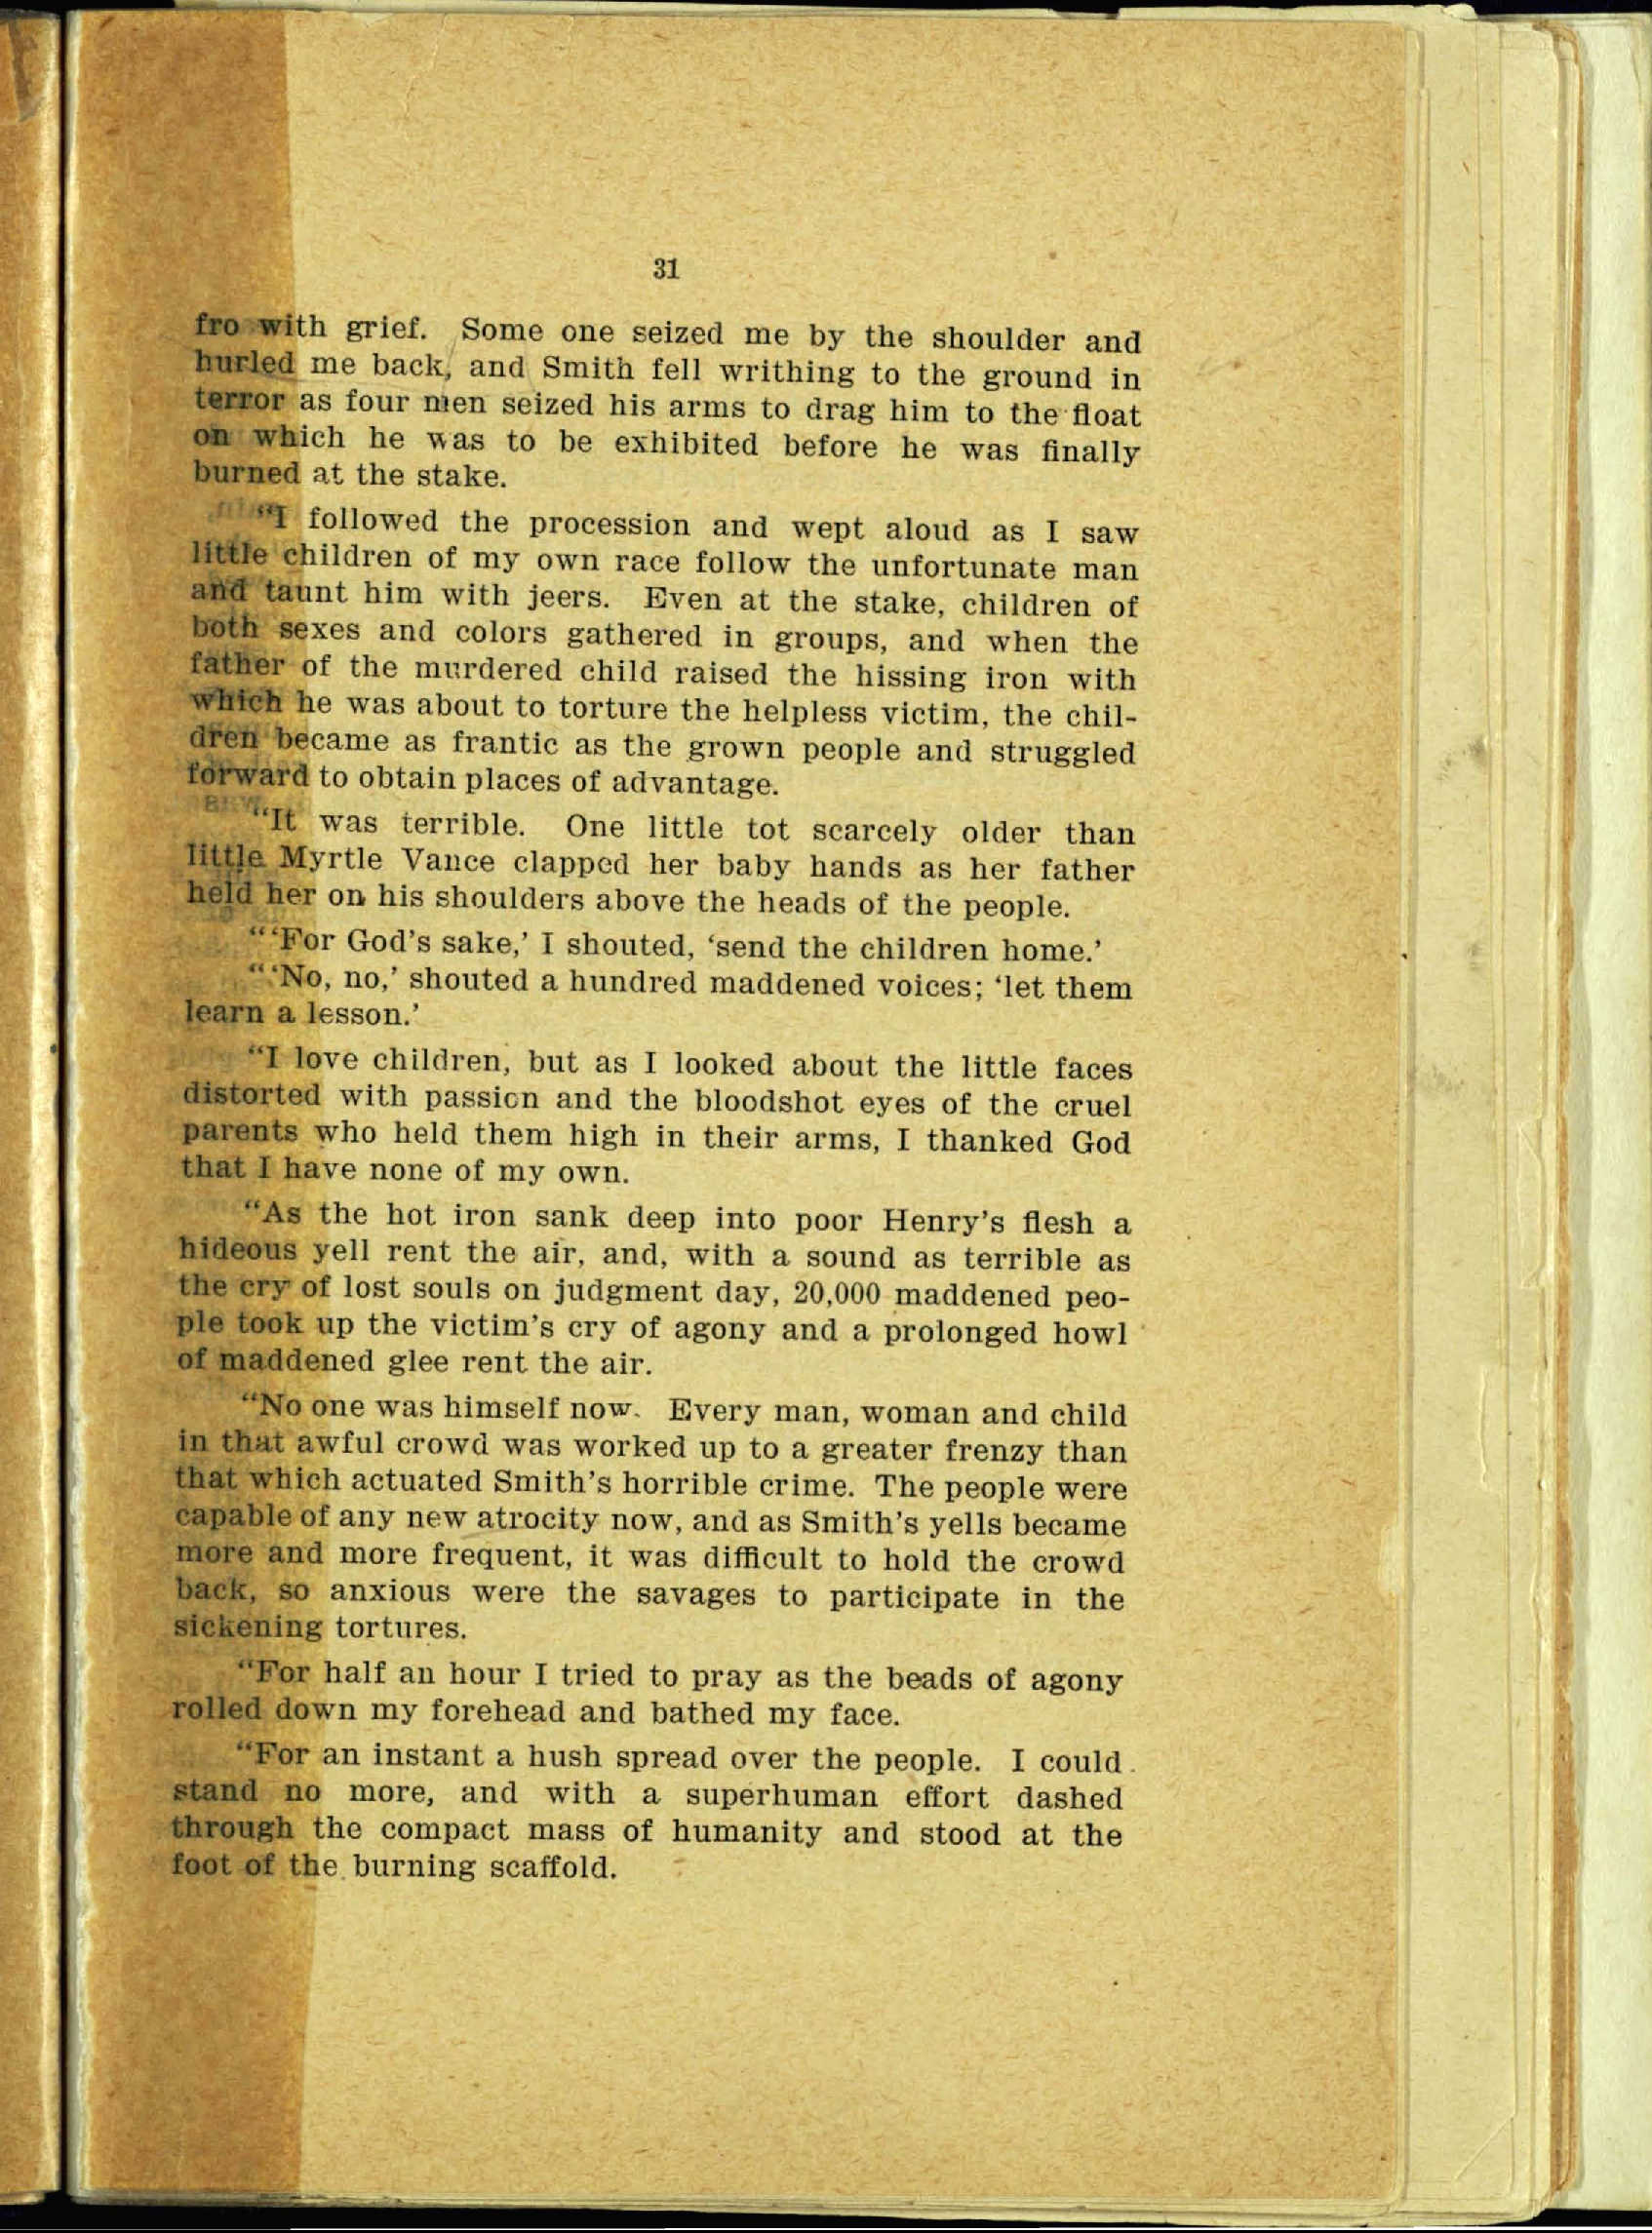 31
fro with grief. Some one seized me by the shoulder and
hurled me back, and Smith fell writhing to the ground in
terror as four men seized his arms to drag him to the float
on which he was to be exhibited before he was finally
burned at the stake.
“I followed the procession and wept aloud as I saw
little children of my own race follow the unfortunate man
and taunt him with jeers. Even at the stake, children of
both sexes and colors gathered in groups, and when the
father of the murdered child raised the hissing iron with
which he was about to torture the helpless victim, the chil-
dren became as frantic as the grown people and struggled
forward to obtain places of advantage.
“It was terrible. One little tot scarcely older than
little Myrtle Vance clapped her baby hands as her father
held her on his shoulders above the heads of the people.
“‘For God’s sake,’ I shouted, ‘send the children home.’
“‘No, no,’ shouted a hundred maddened voices; ‘let them
learn a lesson.’
“I love children, but as I looked about the little faces
distorted with passion and the bloodshot eyes of the cruel
parents who held them high in their arms, I thanked God
that I have none of my own.
“As the hot iron sank deep into poor Henry’s flesh a
hideous yell rent the air, and, with a sound as terrible as
the cry of lost souls on judgment day, 20,000 maddened peo-
ple took up the victim’s cry of agony and a prolonged howl
of maddened glee rent the air.
“No one was himself now. Every man, woman and child
in that awful crowd was worked up to a greater frenzy than
that which actuated Smith’s horrible crime. The people were
capable of any new atrocity now, and as Smith’s yells became
more and more frequent, it was difficult to hold the crowd
back, so anxious were the savages to participate in the
sickening tortures.
“For half an hour I tried to pray as the beads of agony
rolled down my forehead and bathed my face.
“For an instant a hush spread over the people. I could
stand no more, and with a superhuman effort dashed
through the compact mass of humanity and stood at the
foot of the burning scaffold.